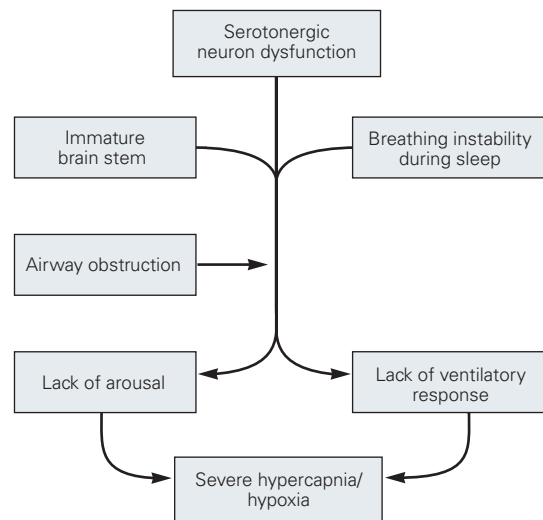 Serotonergic
neuron dysfunction
Immature
brain stem
Breathing instability
during sleep
Airway obstruction
Lack of arousal
Lack of ventilatory
response
Severe hypercapnia/
hypoxia